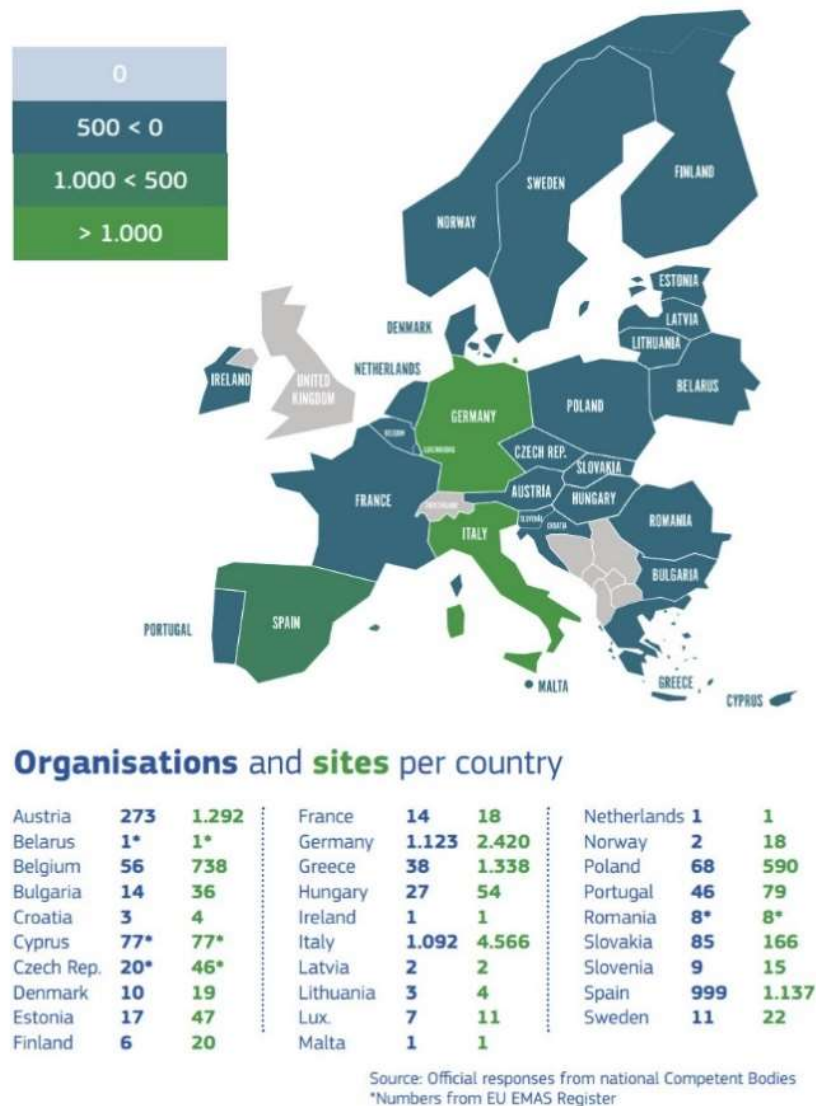 0
500 < 0
1.000 < 500
> 1.000
NORWAY
SWEDEN
FINLAND
ESTONIA
LATVIA
LITHUANIA
DENMARK
NETHERLANDS
IRELAND
UNITED
KINGDOM
BELARUS
GERMANY
POLAND
BELGIUM
LUXEMBOURG
CZECH REP.
SLOVAKIA
FRANCE
SWITZERLAND
AUSTRIA
HUNGARY
SLOVENIA
CROATIA
ROMANIA
ITALY
BULGARIA
PORTUGAL
SPAIN
MALTA
GREECE
CYPRUS
Organisations and sites per country
Austria 273 1.292
Belarus 1* 1*
Belgium 56 738
Bulgaria 14 36
Croatia 3 4
Cyprus 77* 77*
Czech Rep. 20* 46*
Denmark 10 19
Estonia 17 47
Finland 6 20
France 14 18
Germany 1.123 2.420
Greece 38 1.338
Hungary 27 54
Ireland 1 1
Italy 1.092 4.566
Latvia 2 2
Lithuania 3 4
Lux. 7 11
Malta 1 1
Netherlands 1 1
Norway 2 18
Poland 68 590
Portugal 46 79
Romania 8* 8*
Slovakia 85 166
Slovenia 9 15
Spain 999 1.137
Sweden 11 22
Source: Official responses from national Competent Bodies
*Numbers from EU EMAS Register